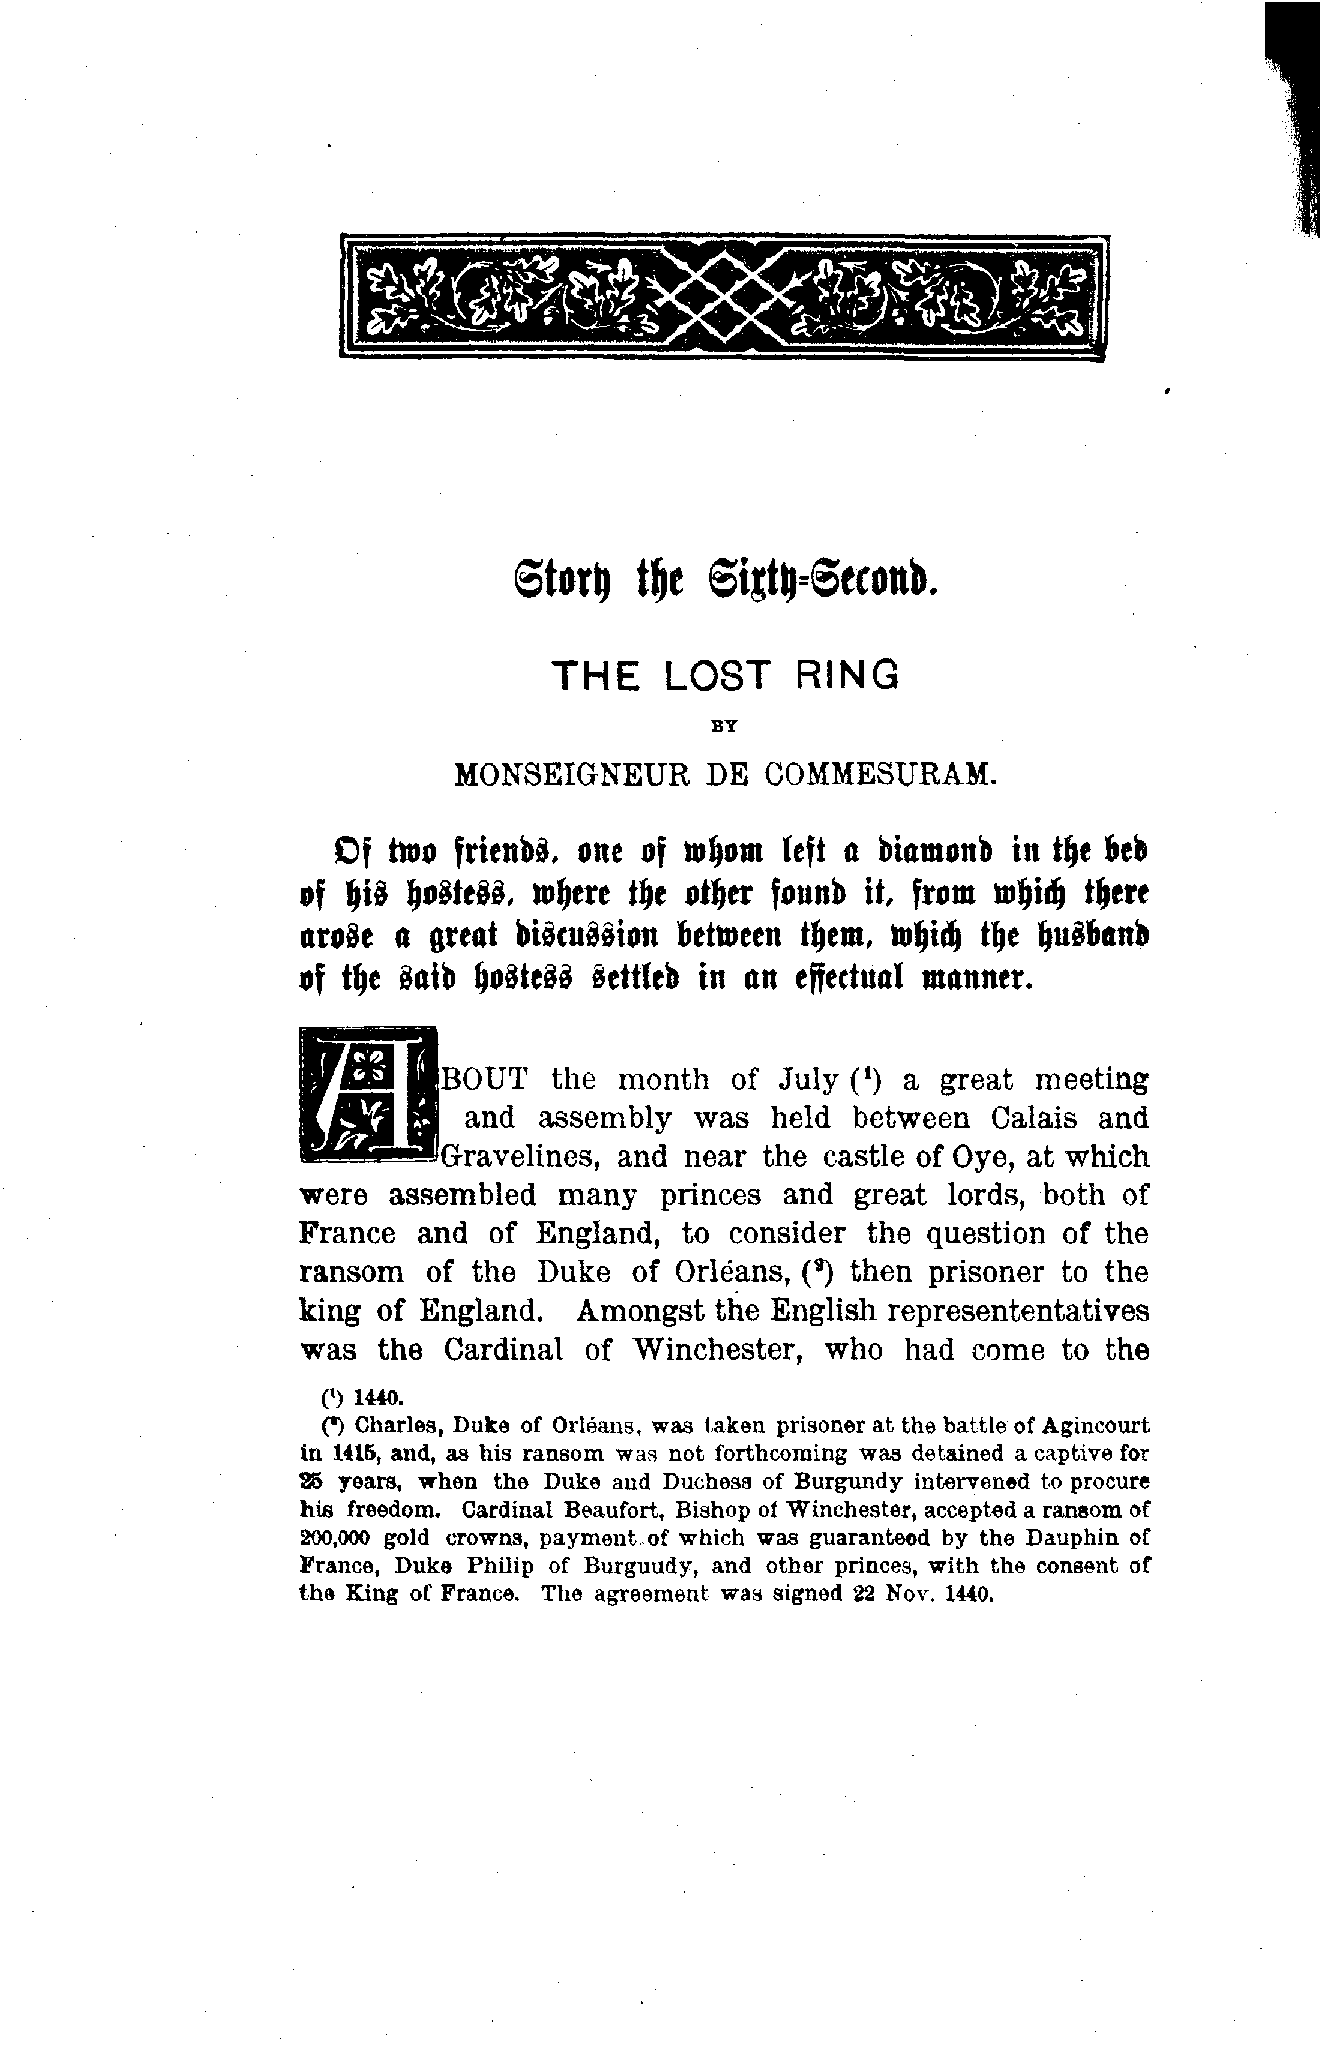 Story the Sixty-Second.
THE LOST RING
BY
MONSEIGNEUR DE COMMESURAM.
Of two friends, one of whom left a diamond in the bed
of his hostess, where the other found it, from which there
arose a great discussion between them, which the husband
of the said hostess settled in an effectual manner.
ABOUT the month of July (¹) a great meeting
and assembly was held between Calais and
Gravelines, and near the castle of Oye, at which
were assembled many princes and great lords, both of
France and of England, to consider the question of the
ransom of the Duke of Orléans, (²) then prisoner to the
king of England. Amongst the English represententatives
was the Cardinal of Winchester, who had come to the
(¹) 1440.
(²) Charles, Duke of Orléans, was taken prisoner at the battle of Agincourt
in 1415, and, as his ransom was not forthcoming was detained a captive for
25 years, when the Duke and Duchess of Burgundy intervened to procure
his freedom. Cardinal Beaufort, Bishop of Winchester, accepted a ransom of
200,000 gold crowns, payment of which was guaranteed by the Dauphin of
France, Duke Philip of Burguudy, and other princes, with the consent of
the King of France. The agreement was signed 22 Nov. 1440.